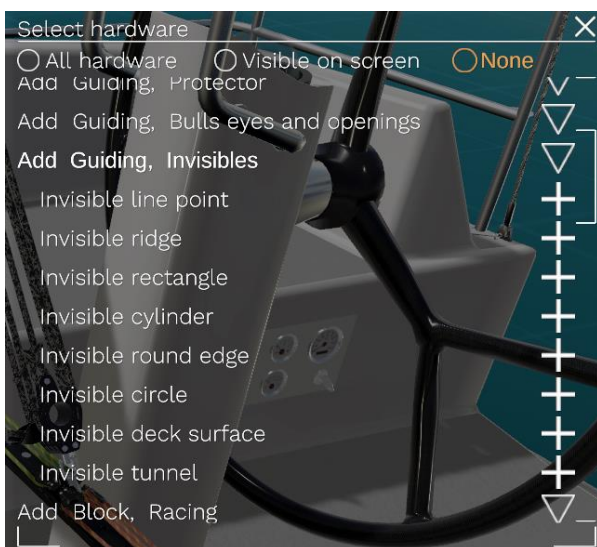 Select hardware
All hardware Visible on screen None
Add Guiding, Protector
Add Guiding, Bulls eyes and openings
Add Guiding, Invisibles
Invisible line point
Invisible ridge
Invisible rectangle
Invisible cylinder
Invisible round edge
Invisible circle
Invisible deck surface
Invisible tunnel
Add Block, Racing